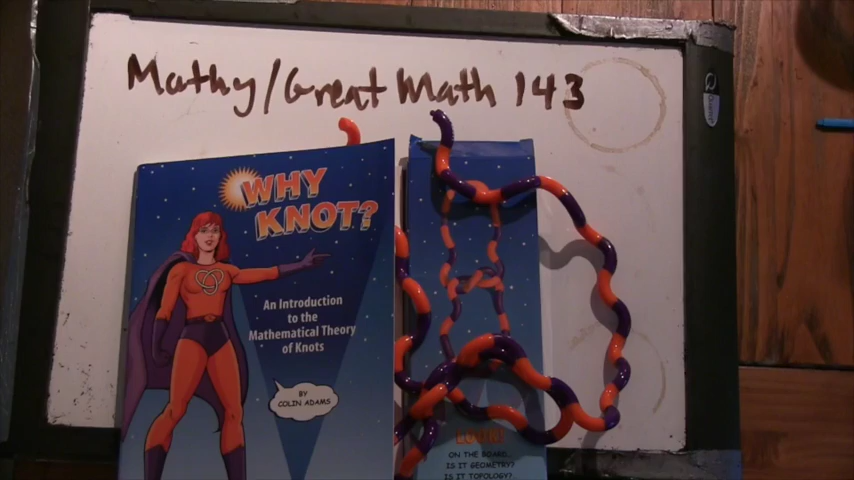 Mathy/Great Math 143
WHY
KNOT?
An Introduction
to the
Mathematical Theory
of Knots
BY
COLIN ADAMS
LOOK!
ON THE BOARD...
IS IT GEOMETRY?
IS IT TOPOLOGY?